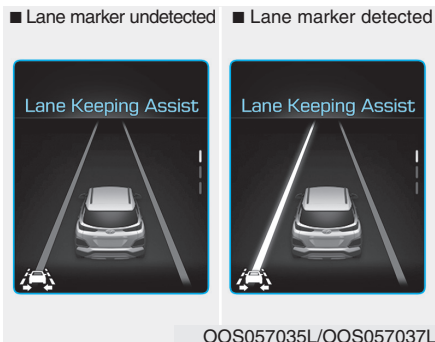 ■ Lane marker undetected
■ Lane marker detected
Lane Keeping Assist
Lane Keeping Assist
OOS057035L/OOS057037L